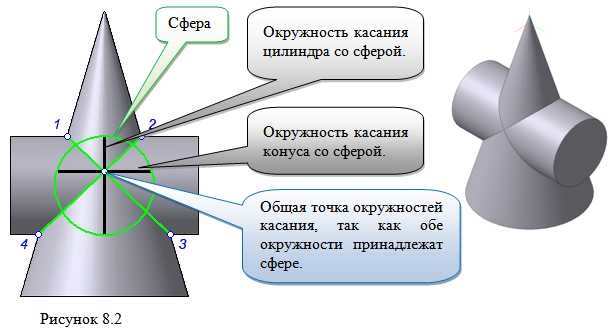 Сфера
Окружность касания
цилиндра со сферой.
1
2
Окружность касания
конуса со сферой.
Общая точка окружностей
касания, так как обе
окружности принадлежат
сфере.
4
3
Рисунок 8.2